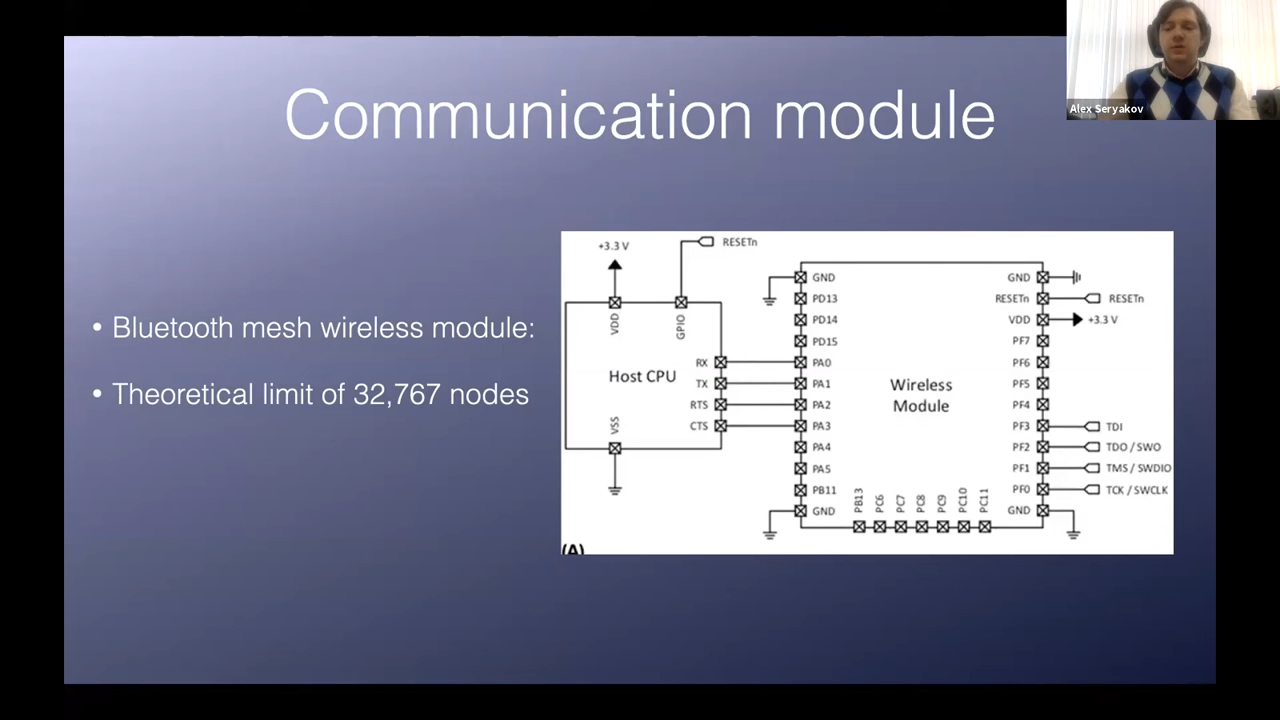 Communication module
Alex Seryakov
• Bluetooth mesh wireless module:
• Theoretical limit of 32,767 nodes
+3.3 V
RESETn
VDD
GPIO
Host CPU
RX
TX
RTS
CTS
VSS
GND
PD13
PD14
PD15
PA0
PA1
PA2
PA3
PA4
PA5
PB11
GND
Wireless
Module
PB13
PC6
PC7
PC8
PC9
PC10
PC11
GND
RESETn
RESETn
VDD
+3.3 V
PF7
PF6
PF5
PF4
PF3
TDI
PF2
TDO / SWO
PF1
TMS / SWDIO
PF0
TCK / SWCLK
GND
(A)